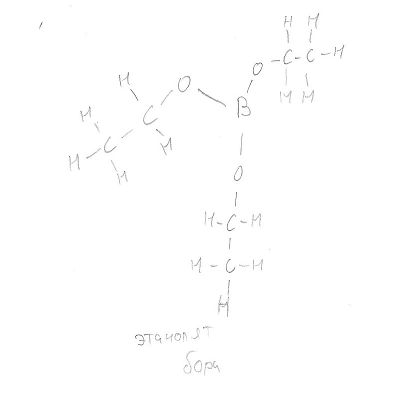 H H
O - C - C - H
H H
H O
B
H C
C H
H H
O
H - C - H
H - C - H
H
этанолят
бора